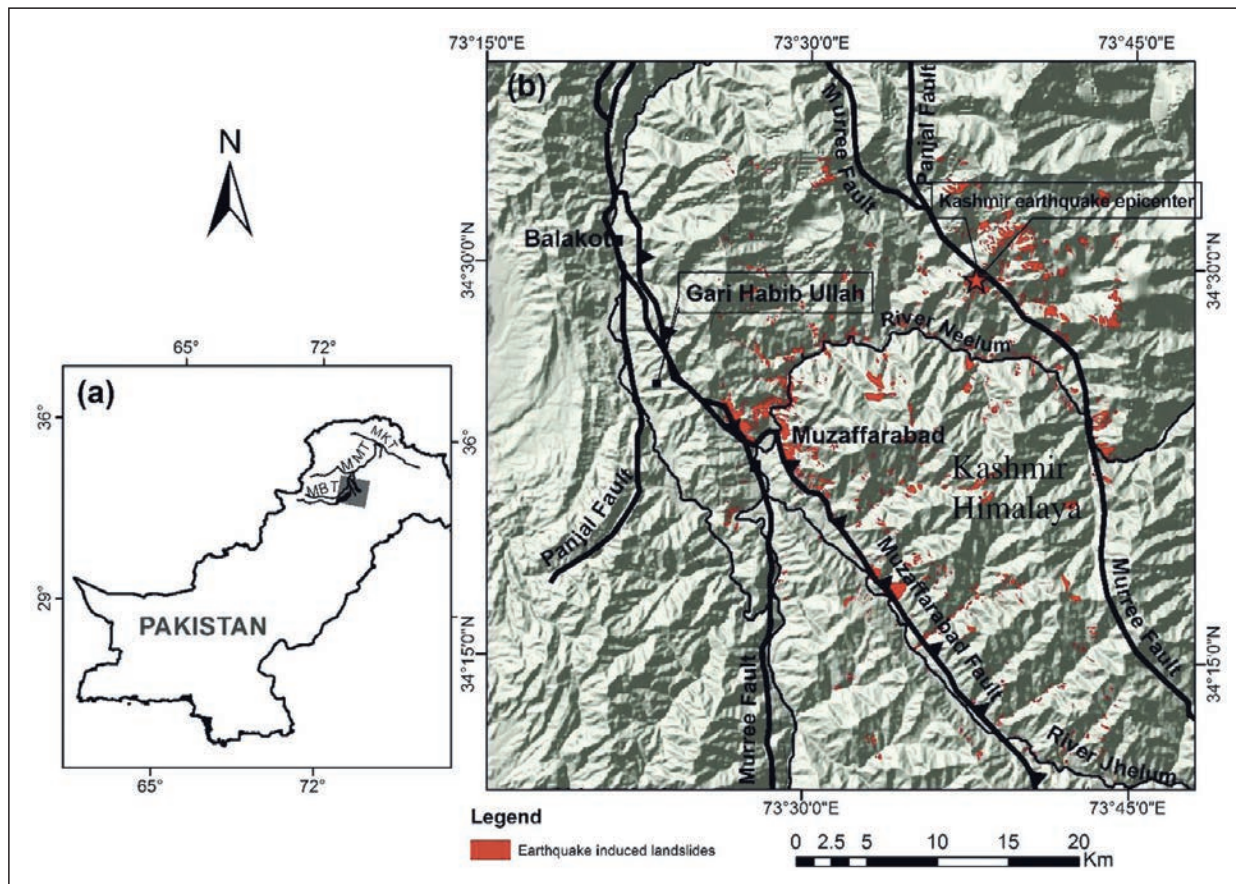 73°15'0"E
73°30'0"E
73°45'0"E
N
(b)
Murree Fault
Panjal Fault
Kashmir earthquake epicenter
Balakot
34°30'0"N
34°30'0"N
Gari Habib Ullah
River Neelum
65°
72°
(a)
36°
36°
MKT
MMT
MBT
Muzaffarabad
Kashmir
Himalaya
Panjal Fault
29°
PAKISTAN
Muzaffarabad Fault
Murree Fault
34°15'0"N
34°15'0"N
Murree Fault
River Jhelum
65°
72°
73°30'0"E
73°45'0"E
Legend
Earthquake induced landslides
0 2.5 5 10 15 20
Km